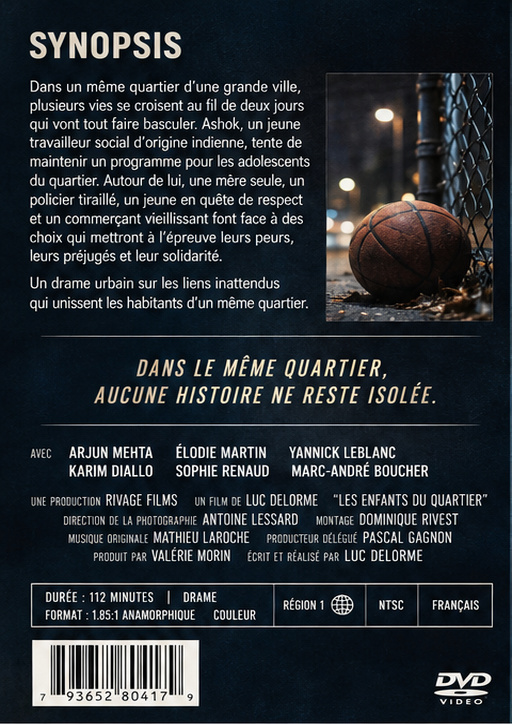 SYNOPSIS
Dans un même quartier d'une grande ville,
plusieurs vies se croisent au fil de deux jours
qui vont tout faire basculer. Ashok, un jeune
travailleur social d'origine indienne, tente de
maintenir un programme pour les adolescents
du quartier. Autour de lui, une mère seule, un
policier tiraillé, un jeune en quête de respect
et un commerçant vieillissant font face à des
choix qui mettront à l'épreuve leurs peurs,
leurs préjugés et leur solidarité.
Un drame urbain sur les liens inattendus
qui unissent les habitants d'un même quartier.
DANS LE MÊME QUARTIER,
AUCUNE HISTOIRE NE RESTE ISOLÉE.
AVEC ARJUN MEHTA ÉLODIE MARTIN YANNICK LEBLANC
KARIM DIALLO SOPHIE RENAUD MARC-ANDRÉ BOUCHER
UNE PRODUCTION RIVAGE FILMS UN FILM DE LUC DELORME "LES ENFANTS DU QUARTIER"
DIRECTION DE LA PHOTOGRAPHIE ANTOINE LESSARD MONTAGE DOMINIQUE RIVEST
MUSIQUE ORIGINALE MATHIEU LAROCHE PRODUCTEUR DÉLÉGUÉ PASCAL GAGNON
PRODUIT PAR VALÉRIE MORIN ÉCRIT ET RÉALISÉ PAR LUC DELORME
DURÉE : 112 MINUTES | DRAME
FORMAT : 1.85:1 ANAMORPHIQUE COULEUR
RÉGION 1
NTSC
FRANÇAIS
7 93652 80417 9
DVD
VIDEO